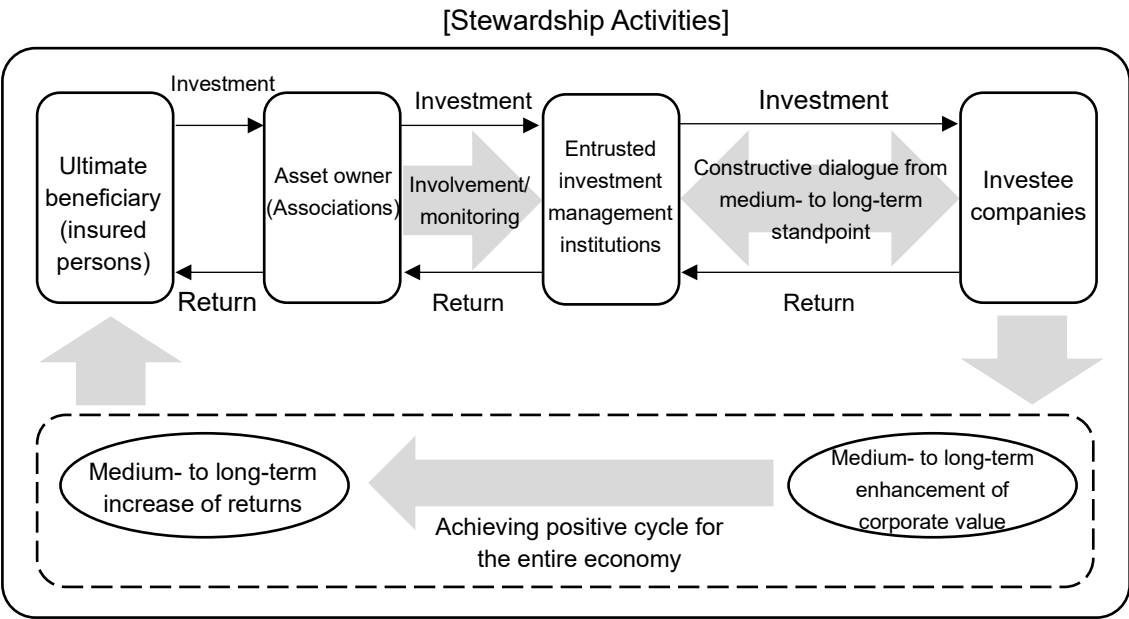 [Stewardship Activities]
Investment
Investment
Investment
Ultimate
beneficiary
(insured
persons)
Asset owner
(Associations)
Involvement/
monitoring
Entrusted
investment
management
institutions
Constructive dialogue from
medium- to long-term
standpoint
Investee
companies
Return
Return
Return
Medium- to long-term
increase of returns
Achieving positive cycle for
the entire economy
Medium- to long-term
enhancement of
corporate value